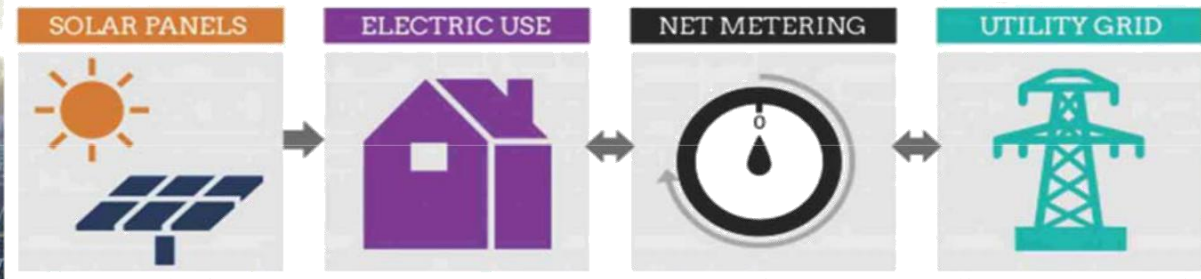 SOLAR PANELS
ELECTRIC USE
NET METERING
UTILITY GRID
0